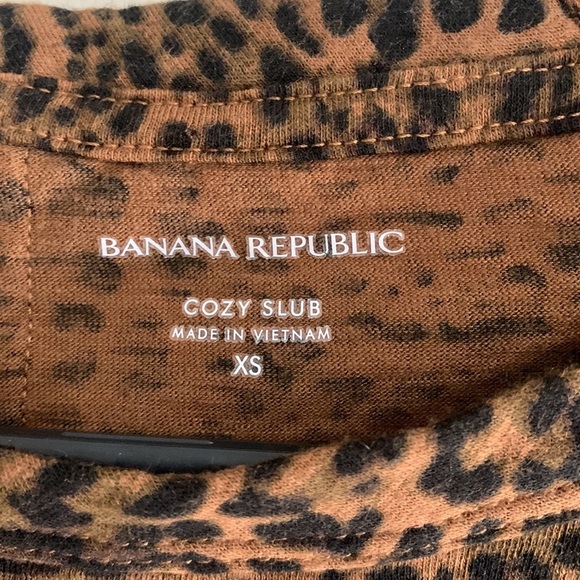 BANANA REPUBLIC
COZY SLUB
MADE IN VIETNAM
XS